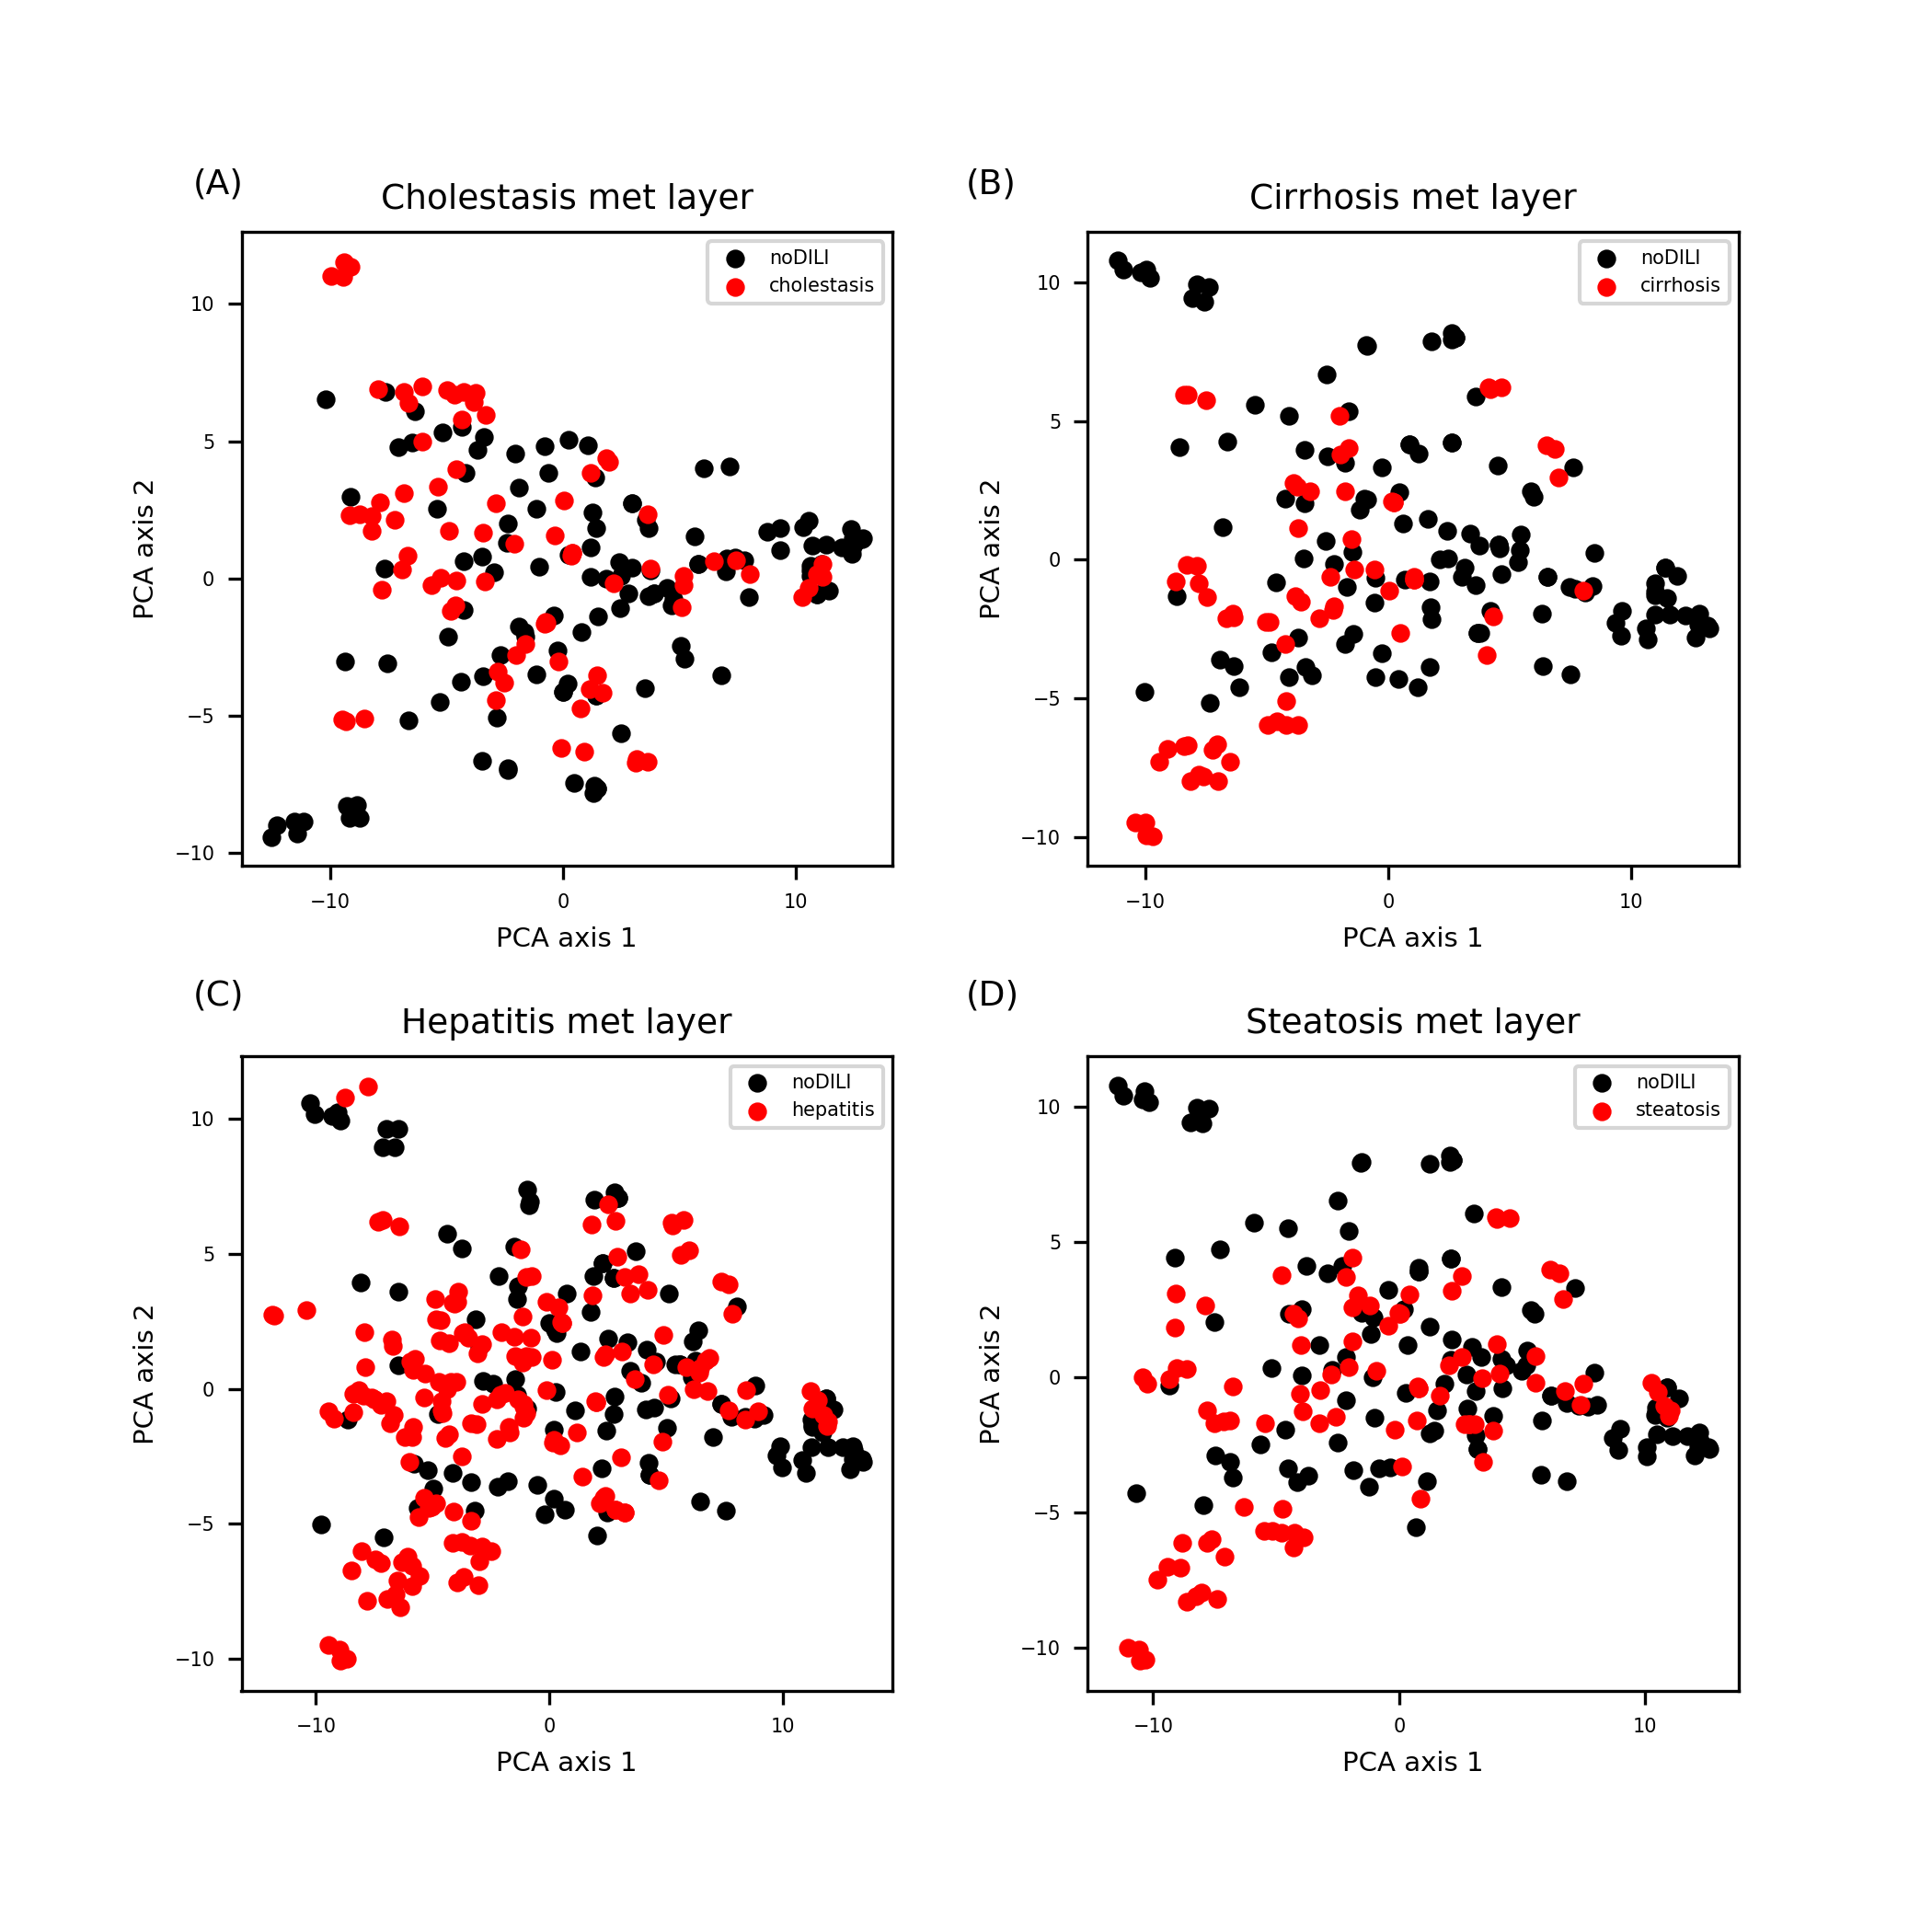 (A)
Cholestasis met layer
noDILI
cholestasis
10
5
0
−5
−10
PCA axis 2
−10 0 10
PCA axis 1
(B)
Cirrhosis met layer
noDILI
cirrhosis
10
5
0
−5
−10
PCA axis 2
−10 0 10
PCA axis 1
(C)
Hepatitis met layer
noDILI
hepatitis
10
5
0
−5
−10
PCA axis 2
−10 0 10
PCA axis 1
(D)
Steatosis met layer
noDILI
steatosis
10
5
0
−5
−10
PCA axis 2
−10 0 10
PCA axis 1